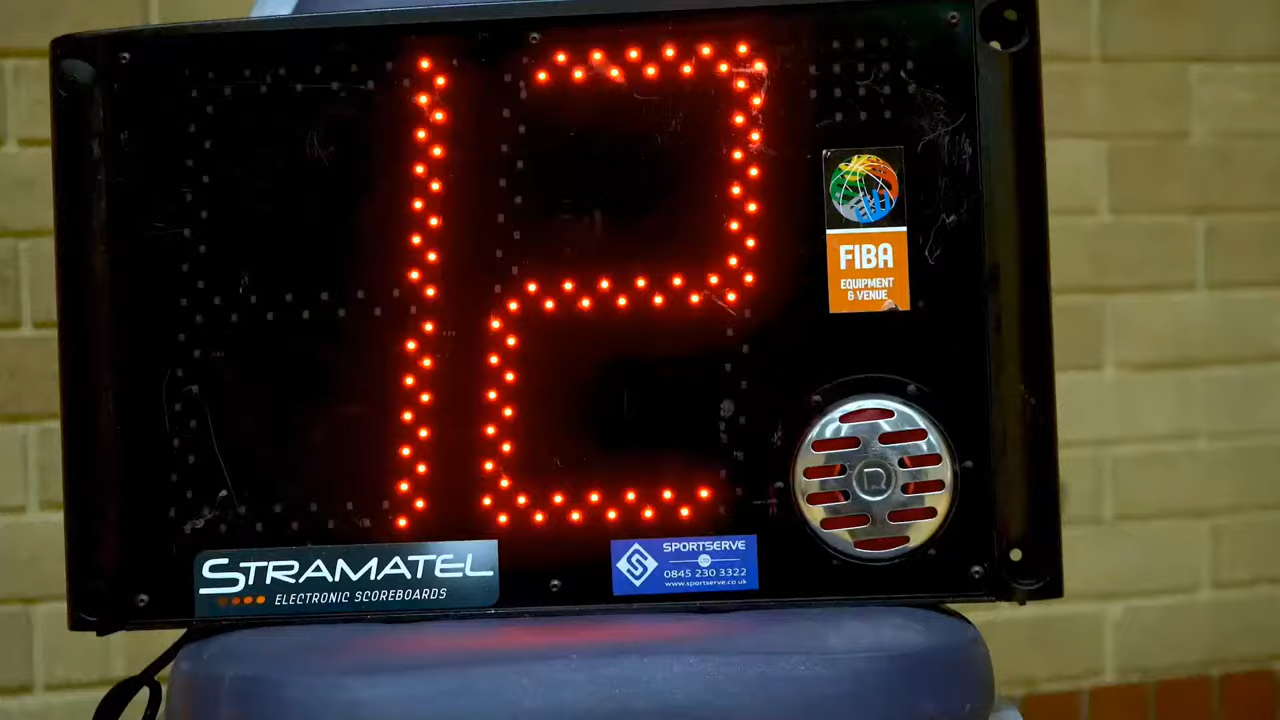 12
FIBA
EQUIPMENT
& VENUE
STRAMATEL
ELECTRONIC SCOREBOARDS
SPORTSERVE
0845 230 3322
www.sportserve.co.uk